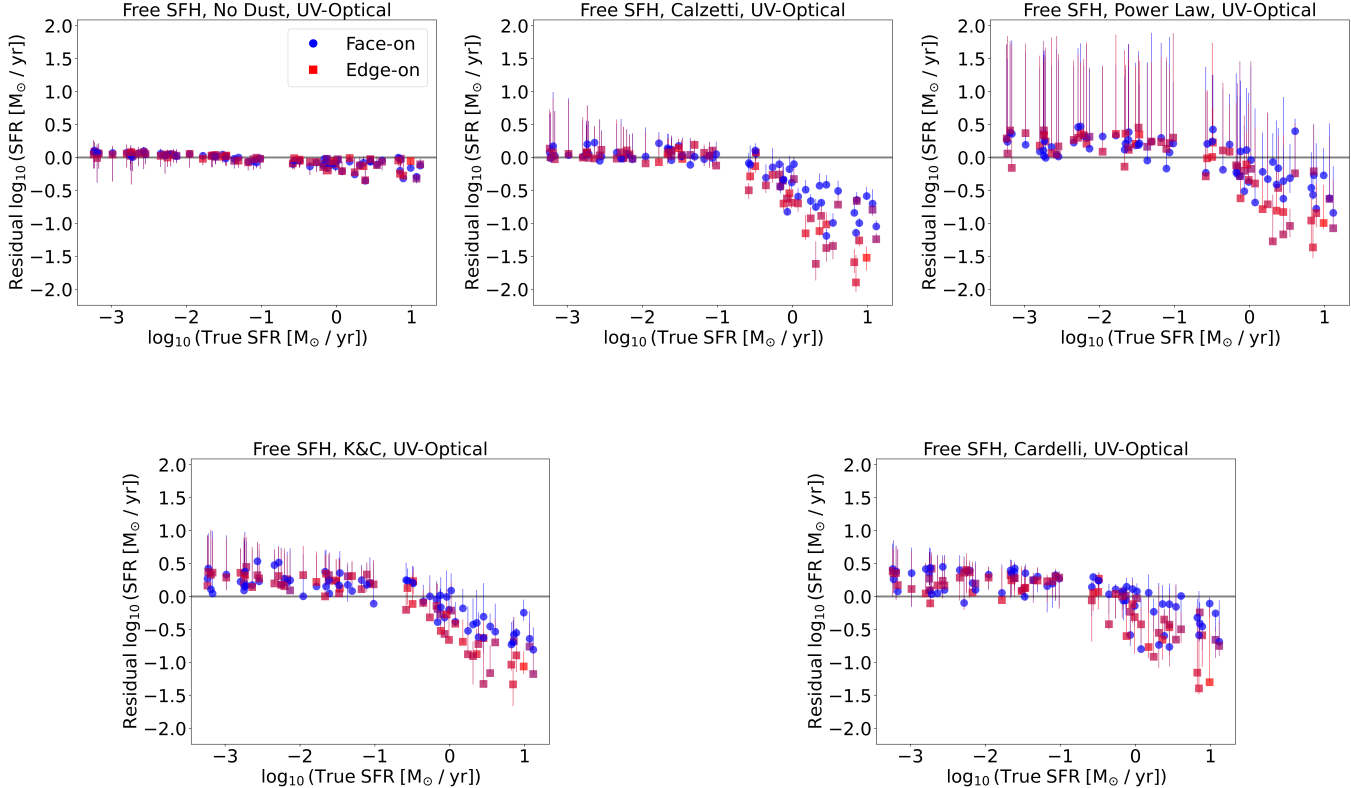 Free SFH, No Dust, UV-Optical
Residual log₁₀ (SFR [M⊙ / yr])
2.0
1.5
1.0
0.5
0.0
−0.5
−1.0
−1.5
−2.0
Face-on
Edge-on
−3 −2 −1 0 1
log₁₀ (True SFR [M⊙ / yr])
Free SFH, Calzetti, UV-Optical
Residual log₁₀ (SFR [M⊙ / yr])
2.0
1.5
1.0
0.5
0.0
−0.5
−1.0
−1.5
−2.0
−3 −2 −1 0 1
log₁₀ (True SFR [M⊙ / yr])
Free SFH, Power Law, UV-Optical
Residual log₁₀ (SFR [M⊙ / yr])
2.0
1.5
1.0
0.5
0.0
−0.5
−1.0
−1.5
−2.0
−3 −2 −1 0 1
log₁₀ (True SFR [M⊙ / yr])
Free SFH, K&C, UV-Optical
Residual log₁₀ (SFR [M⊙ / yr])
2.0
1.5
1.0
0.5
0.0
−0.5
−1.0
−1.5
−2.0
−3 −2 −1 0 1
log₁₀ (True SFR [M⊙ / yr])
Free SFH, Cardelli, UV-Optical
Residual log₁₀ (SFR [M⊙ / yr])
2.0
1.5
1.0
0.5
0.0
−0.5
−1.0
−1.5
−2.0
−3 −2 −1 0 1
log₁₀ (True SFR [M⊙ / yr])